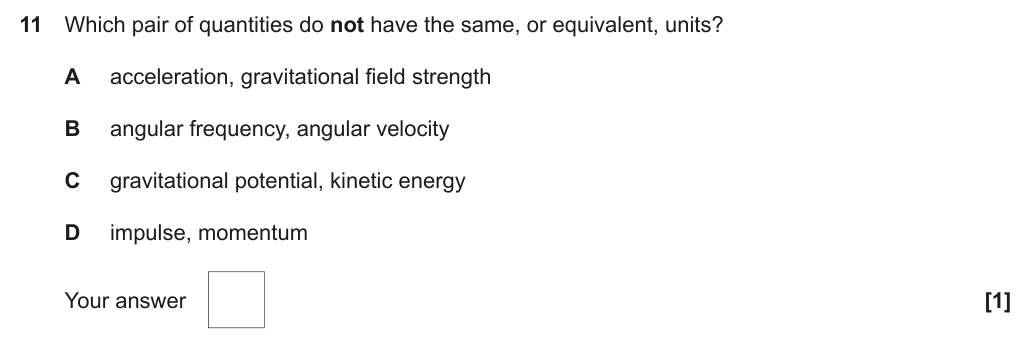 11 Which pair of quantities do not have the same, or equivalent, units?
A acceleration, gravitational field strength
B angular frequency, angular velocity
C gravitational potential, kinetic energy
D impulse, momentum
Your answer [1]